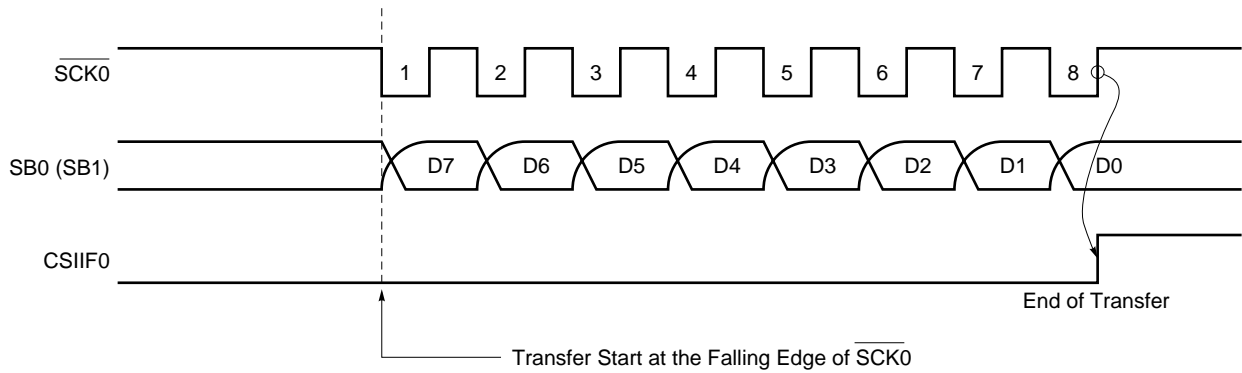 SCK0
1 2 3 4 5 6 7 8
SB0 (SB1)
D7 D6 D5 D4 D3 D2 D1 D0
CSIIF0
End of Transfer
Transfer Start at the Falling Edge of SCK0